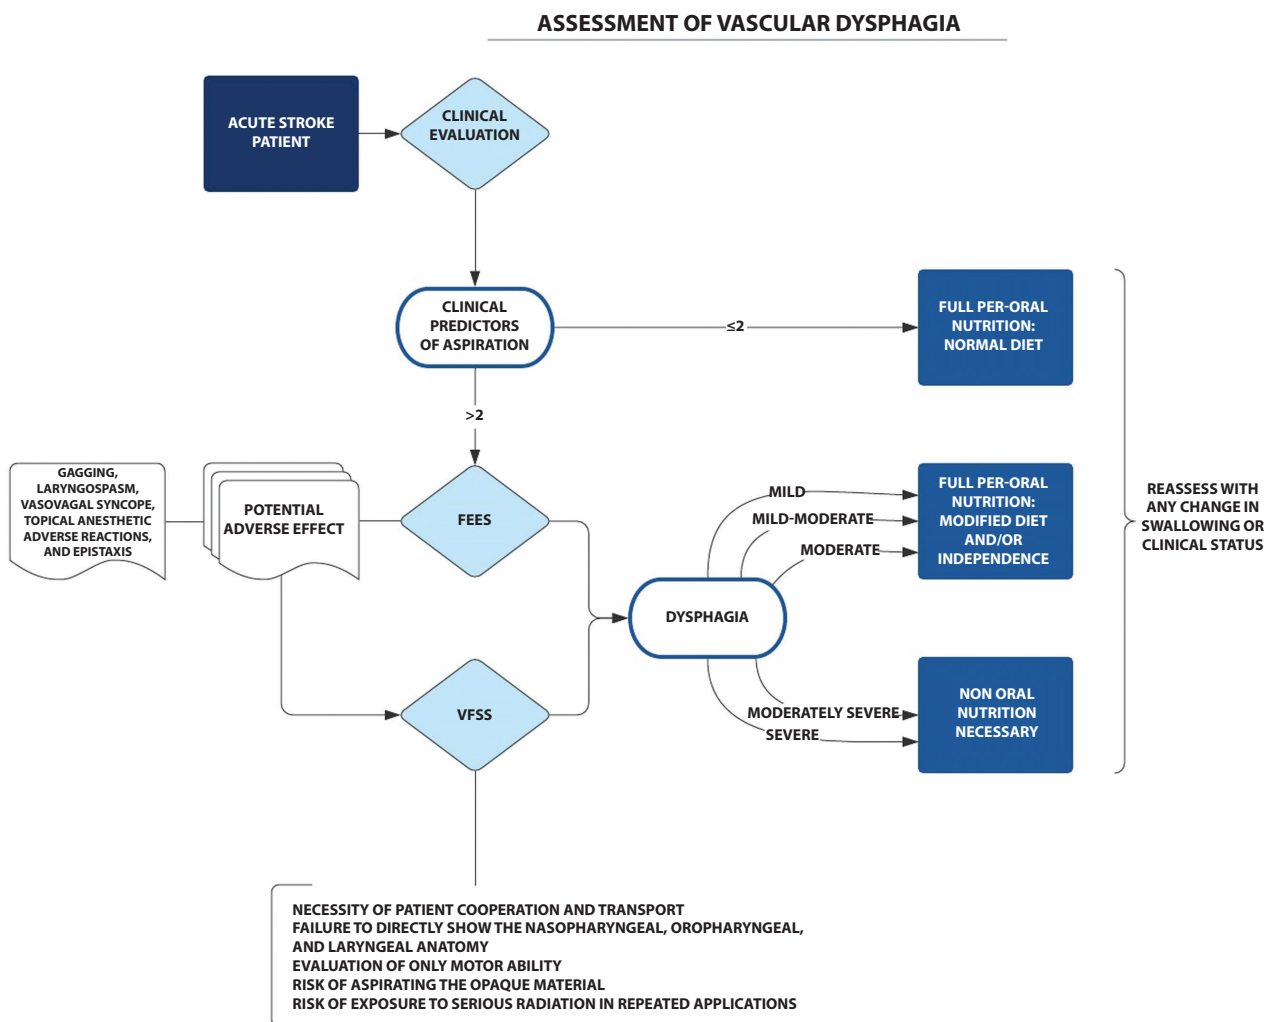 ASSESSMENT OF VASCULAR DYSPHAGIA
ACUTE STROKE
PATIENT
CLINICAL
EVALUATION
CLINICAL
PREDICTORS
OF ASPIRATION
≤2
FULL PER-ORAL
NUTRITION:
NORMAL DIET
>2
GAGGING,
LARYNGOSPASM,
VASOVAGAL SYNCOPE,
TOPICAL ANESTHETIC
ADVERSE REACTIONS,
AND EPISTAXIS
POTENTIAL
ADVERSE EFFECT
FEES
MILD
MILD-MODERATE
MODERATE
FULL PER-ORAL
NUTRITION:
MODIFIED DIET
AND/OR
INDEPENDENCE
REASSESS WITH
ANY CHANGE IN
SWALLOWING OR
CLINICAL STATUS
DYSPHAGIA
VFSS
MODERATELY SEVERE
SEVERE
NON ORAL
NUTRITION
NECESSARY
NECESSITY OF PATIENT COOPERATION AND TRANSPORT
FAILURE TO DIRECTLY SHOW THE NASOPHARYNGEAL, OROPHARYNGEAL,
AND LARYNGEAL ANATOMY
EVALUATION OF ONLY MOTOR ABILITY
RISK OF ASPIRATING THE OPAQUE MATERIAL
RISK OF EXPOSURE TO SERIOUS RADIATION IN REPEATED APPLICATIONS